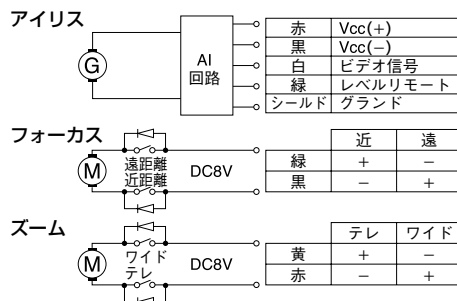 アイリス
G
AI
回路
赤 Vcc(+)
黒 Vcc(−)
白 ビデオ信号
緑 レベルリモート
シールド グランド
フォーカス
M
遠距離
近距離
DC8V
近 遠
緑 + −
黒 − +
ズーム
M
ワイド
テレ
DC8V
テレ ワイド
黄 + −
赤 − +